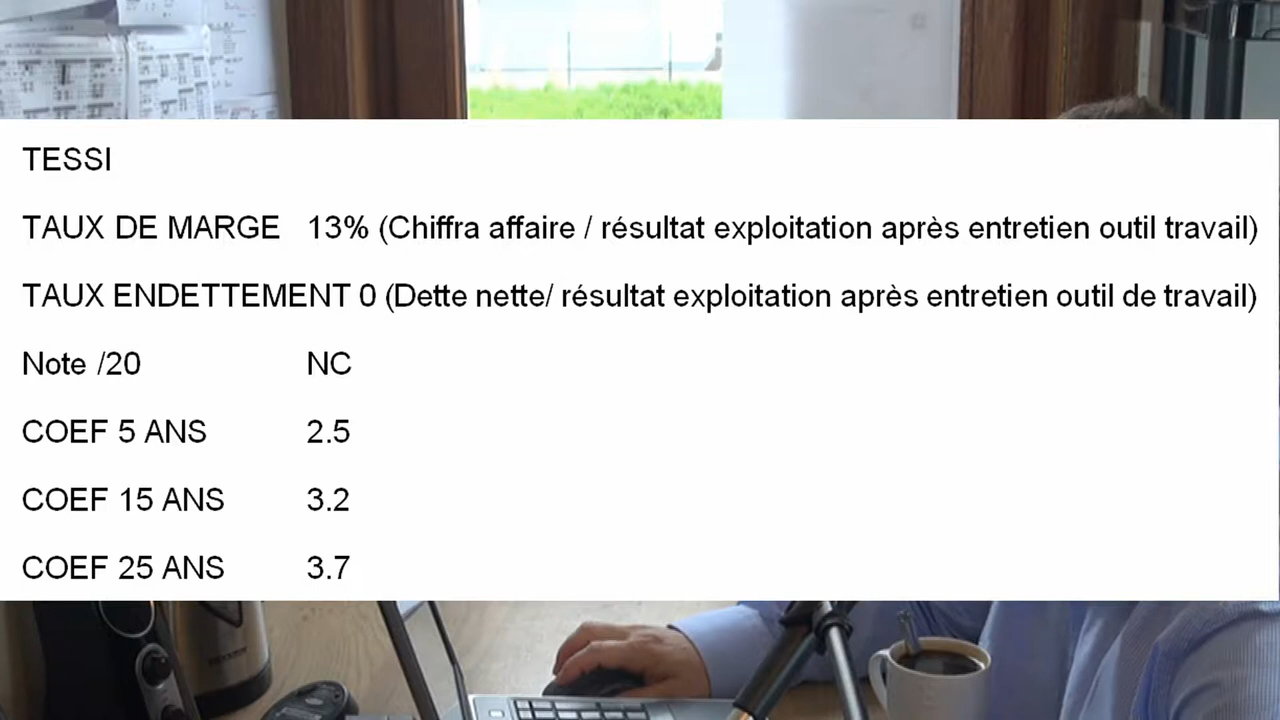 TESSI
TAUX DE MARGE 13% (Chiffra affaire / résultat exploitation après entretien outil travail)
TAUX ENDETTEMENT 0 (Dette nette/ résultat exploitation après entretien outil de travail)
Note /20 NC
COEF 5 ANS 2.5
COEF 15 ANS 3.2
COEF 25 ANS 3.7